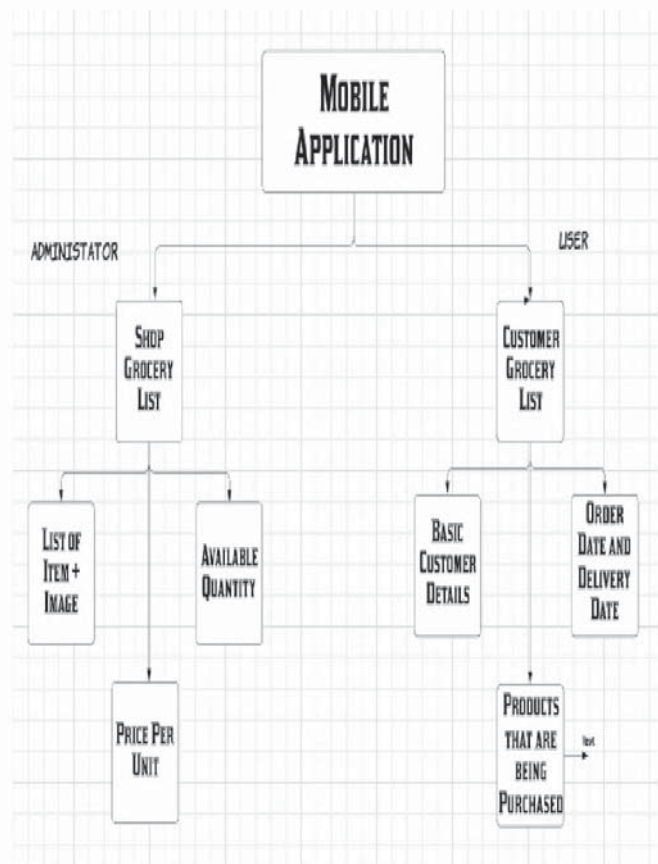 MOBILE
APPLICATION
ADMINISTATOR
USER
SHOP
GROCERY
LIST
CUSTOMER
GROCERY
LIST
LIST OF
ITEM +
IMAGE
AVAILABLE
QUANTITY
BASIC
CUSTOMER
DETAILS
ORDER
DATE AND
DELIVERY
DATE
PRICE PER
UNIT
PRODUCTS
THAT ARE
BEING
PURCHASED